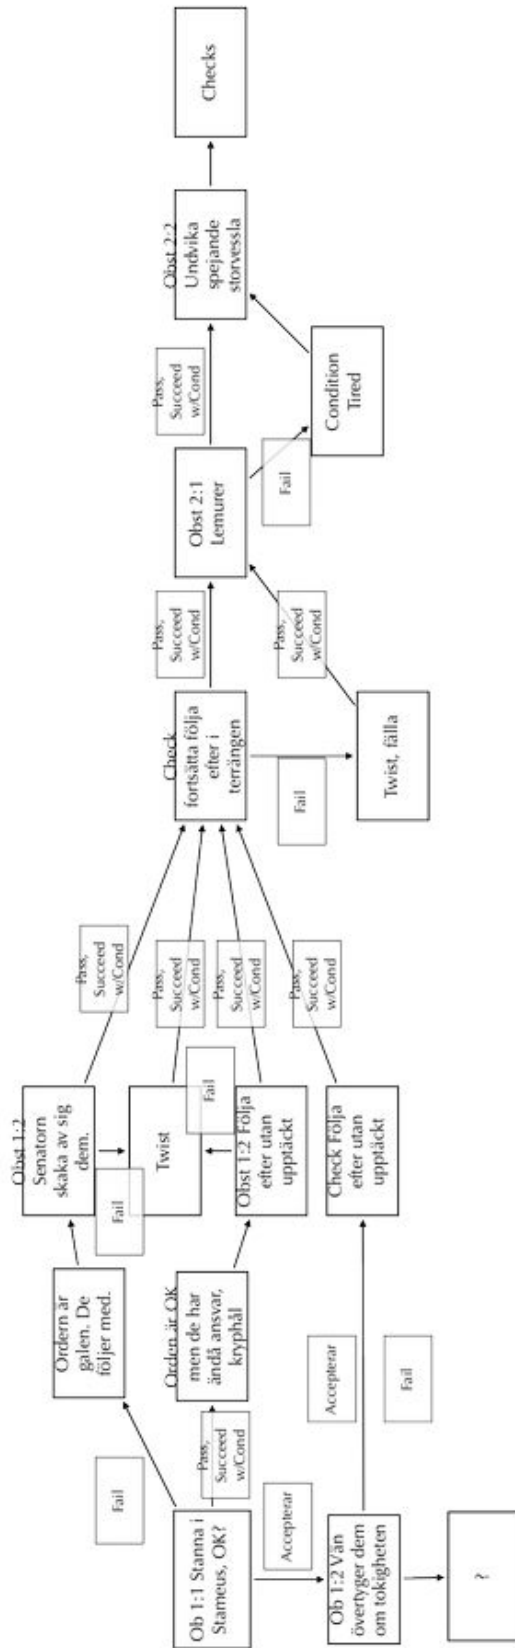 Ob 1:1 Stanna i
Stameus, OK?
Fail
Pass,
Succeed
w/Cond
Accepterar
Ordern är
galen. De
följer med.
Orden är OK
men de har
ändå ansvar,
kryphål
Ob 1:2 Vän
övertyger dem
om tokigheten
?
Accepterar
Fail
Obst 1:2
Senatorn
skaka av sig
dem.
Fail
Twist
Fail
Obst 1:2 Följa
efter utan
upptäckt
Check Följa
efter utan
upptäckt
Pass,
Succeed
w/Cond
Pass,
Succeed
w/Cond
Pass,
Succeed
w/Cond
Pass,
Succeed
w/Cond
Check
fortsätta följa
efter i
terrängen
Fail
Twist, fälla
Pass,
Succeed
w/Cond
Pass,
Succeed
w/Cond
Obst 2:1
Lemurer
Fail
Condition
Tired
Pass,
Succeed
w/Cond
Obst 2:2
Undvika
spejande
storvessla
Checks